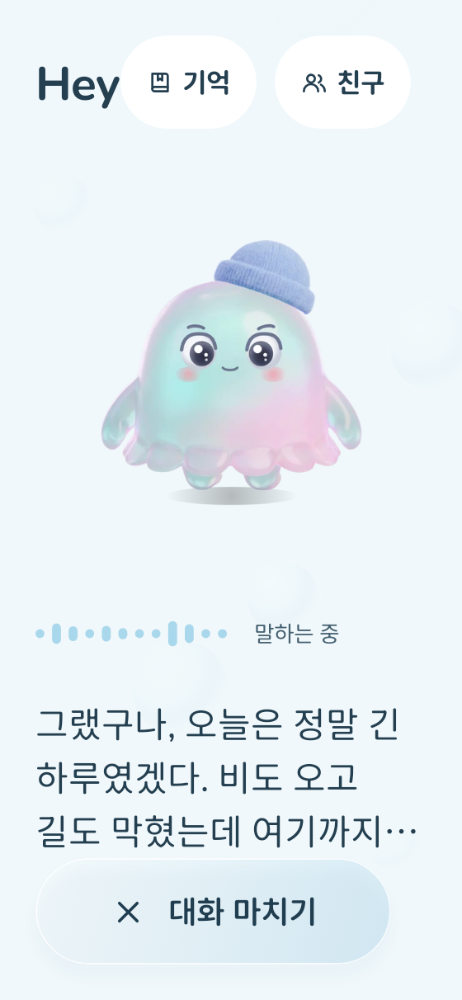 Hey
기억
친구
말하는 중
그랬구나, 오늘은 정말 긴
하루였겠다. 비도 오고
길도 막혔는데 여기까지…
대화 마치기